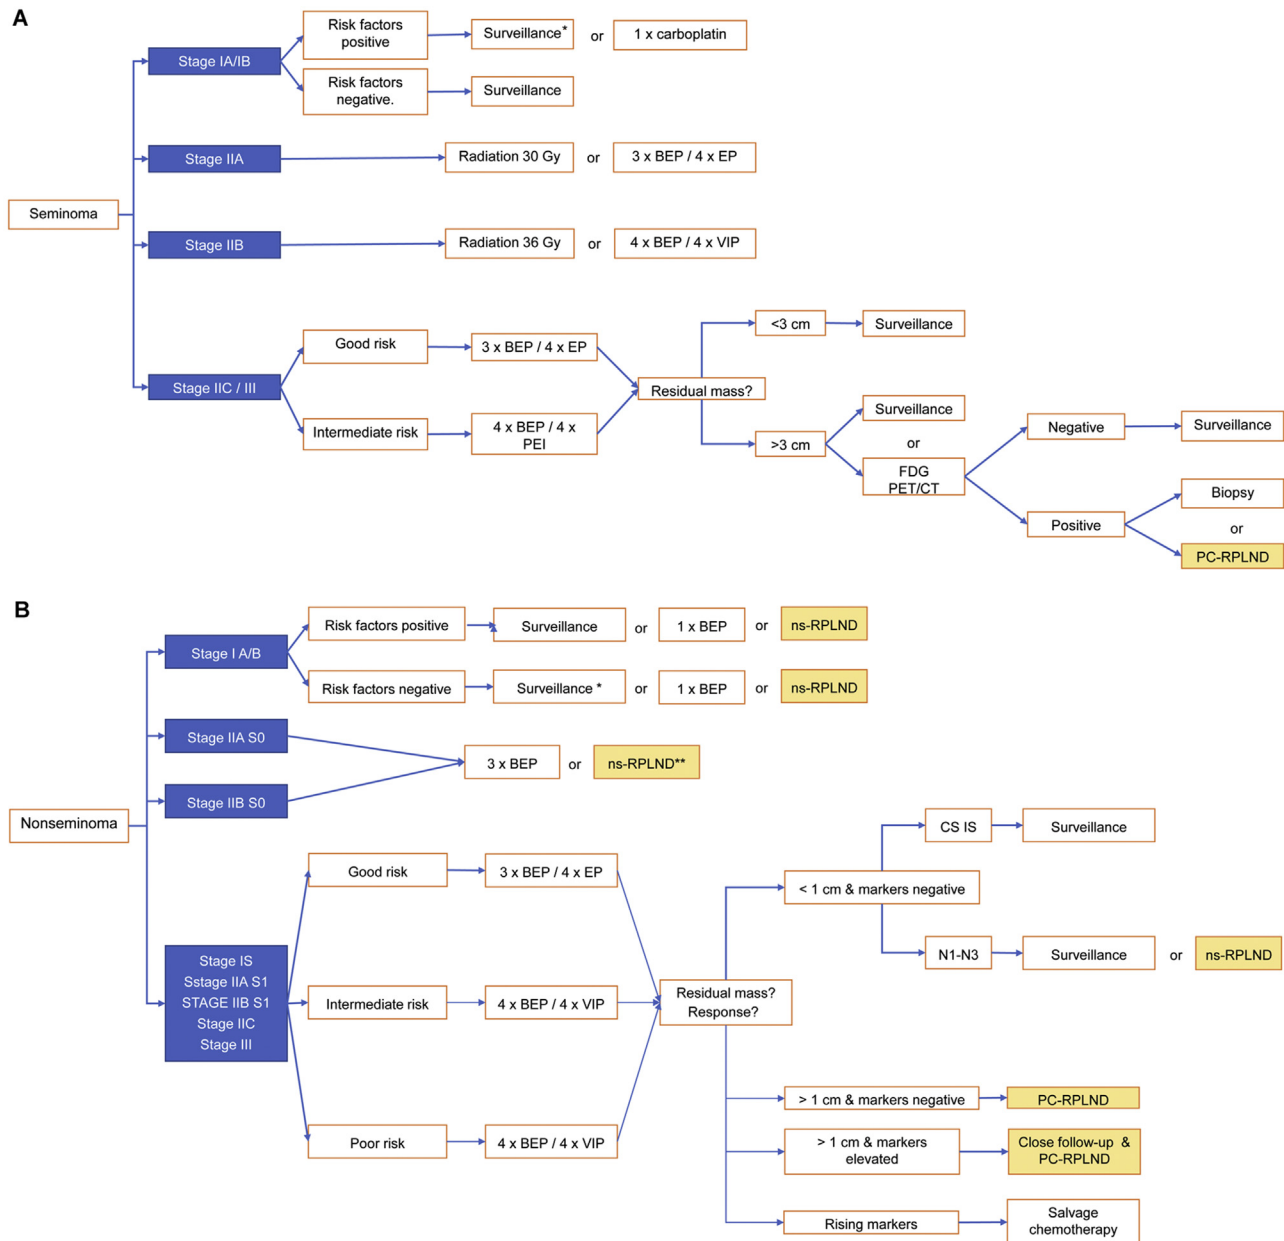 A
Risk factors
positive
Surveillance*
or
1 x carboplatin
Stage IA/IB
Risk factors
negative.
Surveillance
Stage IIA
Radiation 30 Gy
or
3 x BEP / 4 x EP
Seminoma
Stage IIB
Radiation 36 Gy
or
4 x BEP / 4 x VIP
<3 cm
Surveillance
Good risk
3 x BEP / 4 x EP
Stage IIC / III
Residual mass?
Intermediate risk
4 x BEP / 4 x
PEI
>3 cm
Surveillance
or
FDG
PET/CT
Negative
Surveillance
Positive
Biopsy
or
PC-RPLND
B
Risk factors positive
Surveillance
or
1 x BEP
or
ns-RPLND
Stage I A/B
Risk factors negative
Surveillance *
or
1 x BEP
or
ns-RPLND
Stage IIA S0
3 x BEP
or
ns-RPLND**
Stage IIB S0
Nonseminoma
CS IS
Surveillance
Good risk
3 x BEP / 4 x EP
< 1 cm & markers negative
N1-N3
Surveillance
or
ns-RPLND
Stage IS
Sstage IIA S1
STAGE IIB S1
Stage IIC
Stage III
Intermediate risk
4 x BEP / 4 x VIP
Residual mass?
Response?
> 1 cm & markers negative
PC-RPLND
Poor risk
4 x BEP / 4 x VIP
> 1 cm & markers
elevated
Close follow-up &
PC-RPLND
Rising markers
Salvage
chemotherapy